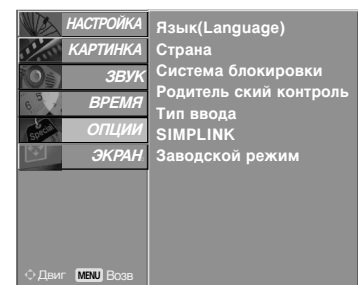 НАСТРОЙКА
КАРТИНКА
ЗВУК
ВРЕМЯ
ОПЦИИ
ЭКРАН
Язык(Language)
Страна
Система блокировки
Родитель ский контроль
Тип ввода
SIMPLINK
Заводской режим
Special
Двиг MENU Возв